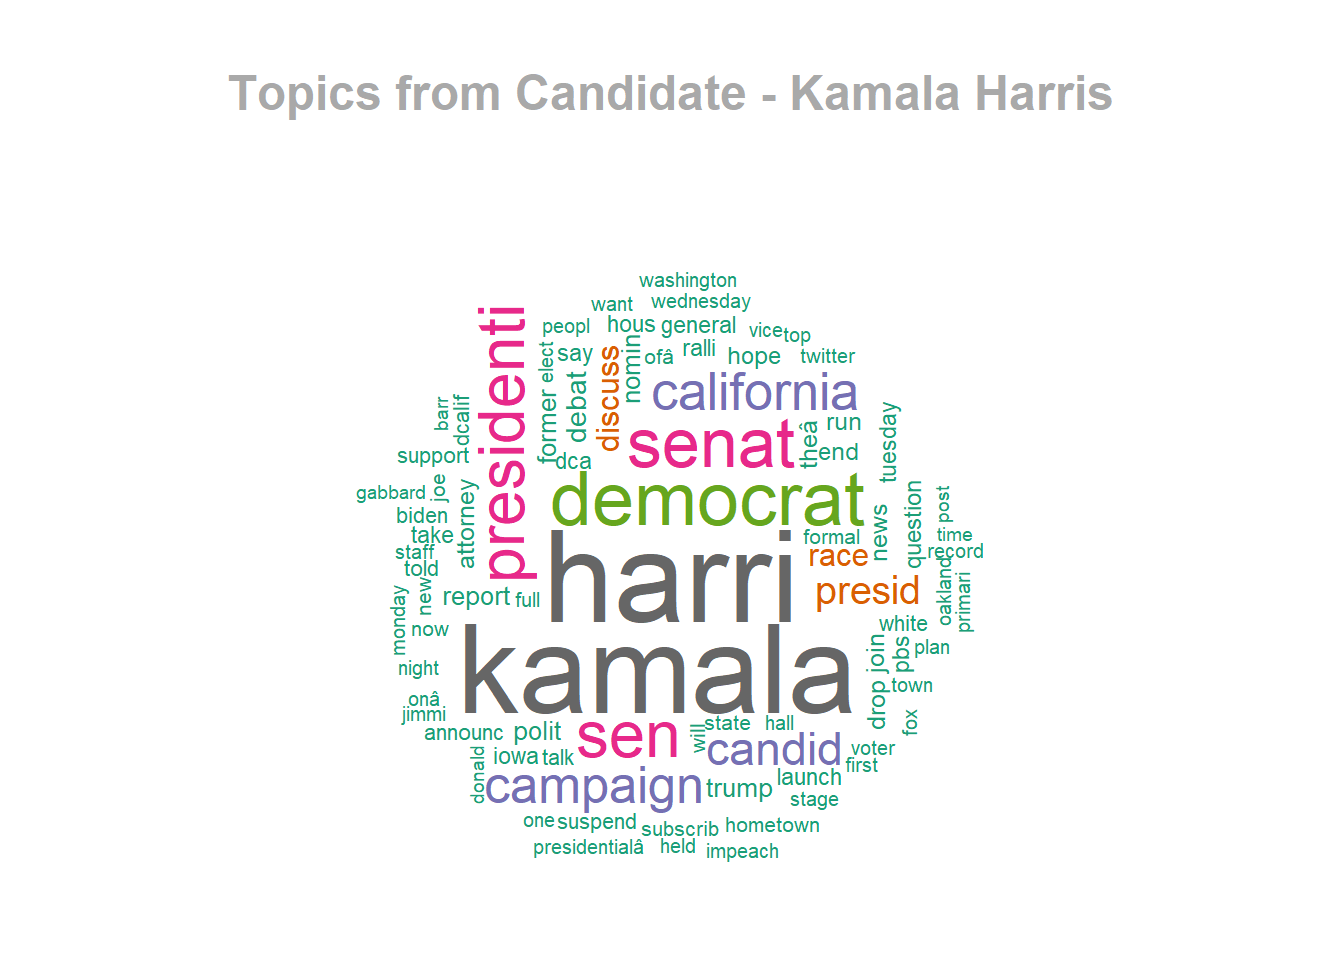 Topics from Candidate - Kamala Harris
washington
want wednesday
peopl hous general vice top
presidenti elect say discuss nomin ofâ ralli hope twitter
former debat california
barr dcalif senat theâ run tuesday
support dca end
gabbard joe attorney democrat question post
biden
take formal news time
staff harri race record
told presid oakland primari
new report full
monday now white
kamala join pbs plan
night drop town
onâ
jimmi fox
announc polit sen will state hall
donald iowa talk candid voter
first
campaign trump launch
stage
one suspend subscrib hometown
presidentialâ held impeach